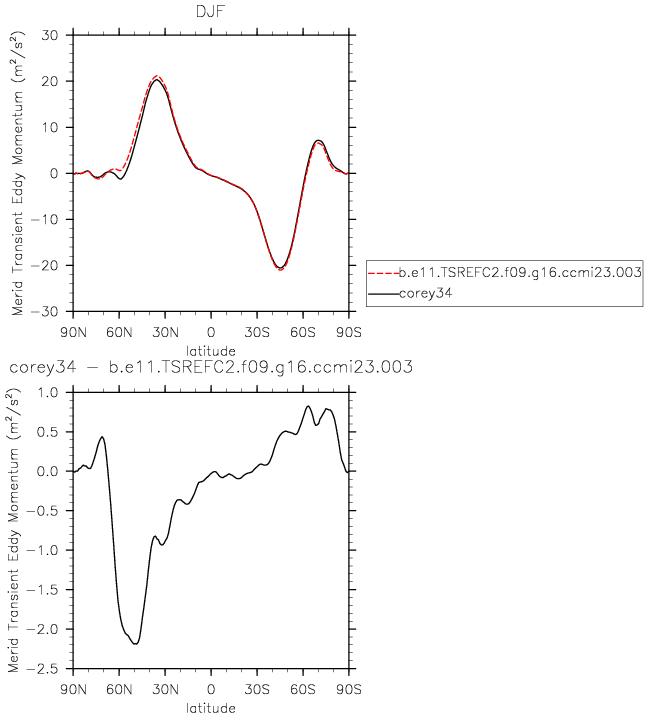 DJF
Merid Transient Eddy Momentum (m²/s²)
30
20
10
0
−10
−20
−30
90N 60N 30N 0 30S 60S 90S
latitude
b.e11.TSREFC2.f09.g16.ccmi23.003
corey34
corey34 − b.e11.TSREFC2.f09.g16.ccmi23.003
Merid Transient Eddy Momentum (m²/s²)
1.0
0.5
0.0
−0.5
−1.0
−1.5
−2.0
−2.5
90N 60N 30N 0 30S 60S 90S
latitude